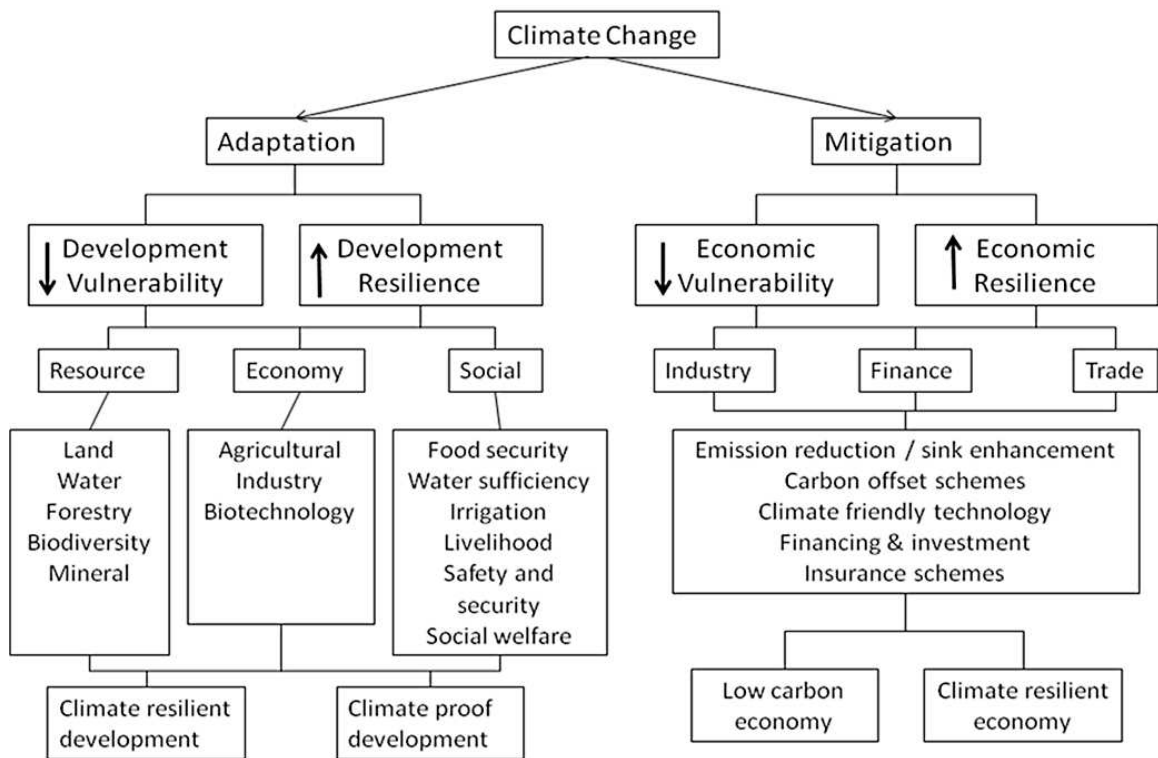 Climate Change
Adaptation
Mitigation
Development
Vulnerability
Development
Resilience
Economic
Vulnerability
Economic
Resilience
Resource
Economy
Social
Industry
Finance
Trade
Land
Water
Forestry
Biodiversity
Mineral
Agricultural
Industry
Biotechnology
Food security
Water sufficiency
Irrigation
Livelihood
Safety and
security
Social welfare
Emission reduction / sink enhancement
Carbon offset schemes
Climate friendly technology
Financing & investment
Insurance schemes
Climate resilient
development
Climate proof
development
Low carbon
economy
Climate resilient
economy